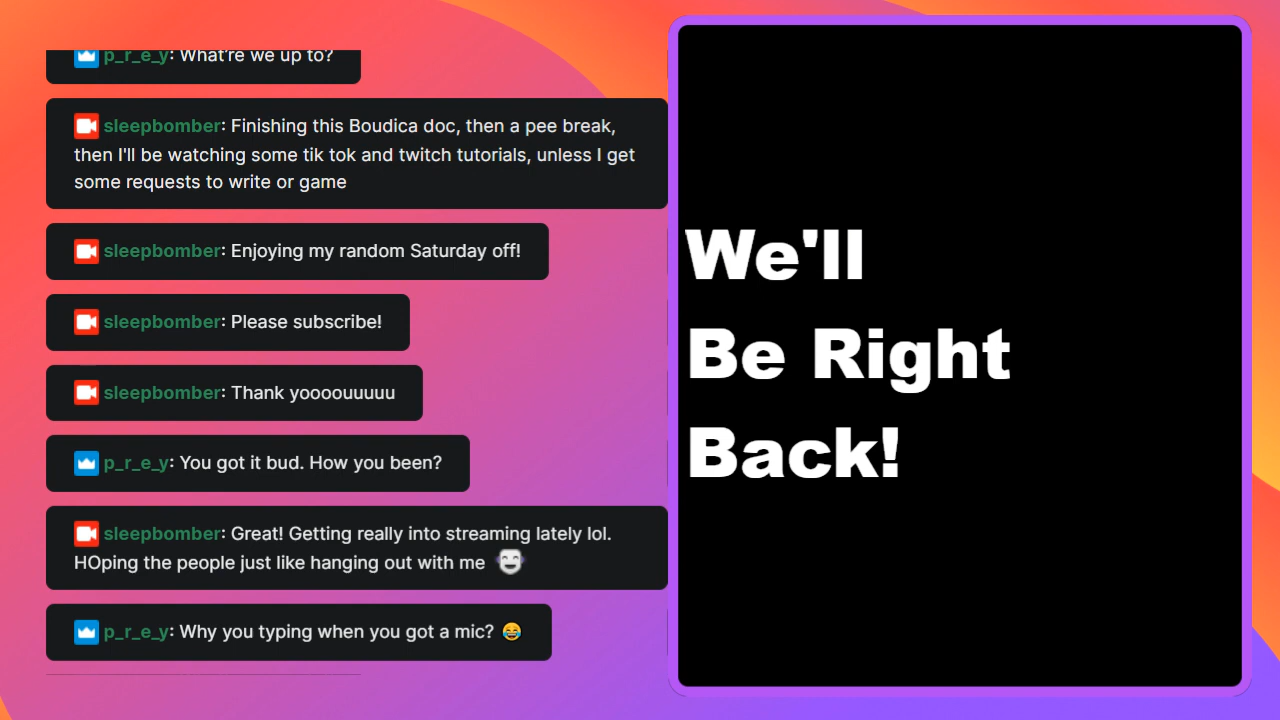 p_r_e_y: What're we up to?
sleepbomber: Finishing this Boudica doc, then a pee break,
then I'll be watching some tik tok and twitch tutorials, unless I get
some requests to write or game
sleepbomber: Enjoying my random Saturday off!
sleepbomber: Please subscribe!
sleepbomber: Thank yoooouuuuu
p_r_e_y: You got it bud. How you been?
sleepbomber: Great! Getting really into streaming lately lol.
HOping the people just like hanging out with me
p_r_e_y: Why you typing when you got a mic? 😂
We'll
Be Right
Back!